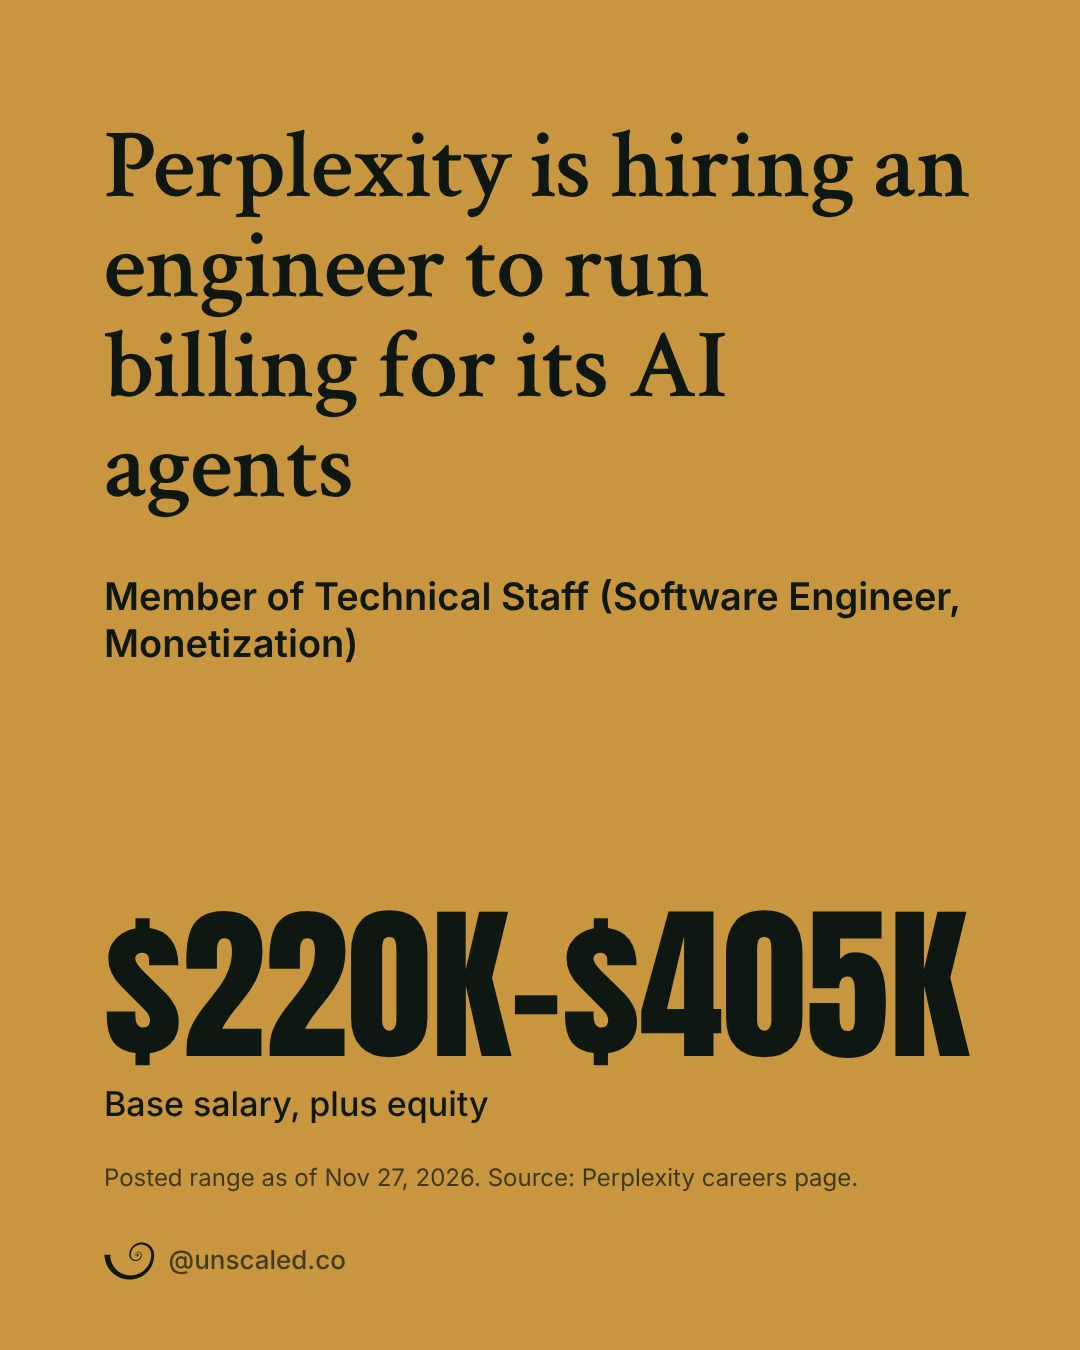 Perplexity is hiring an
engineer to run
billing for its AI
agents
Member of Technical Staff (Software Engineer,
Monetization)
$220K-$405K
Base salary, plus equity
Posted range as of Nov 27, 2026. Source: Perplexity careers page.
@unscaled.co